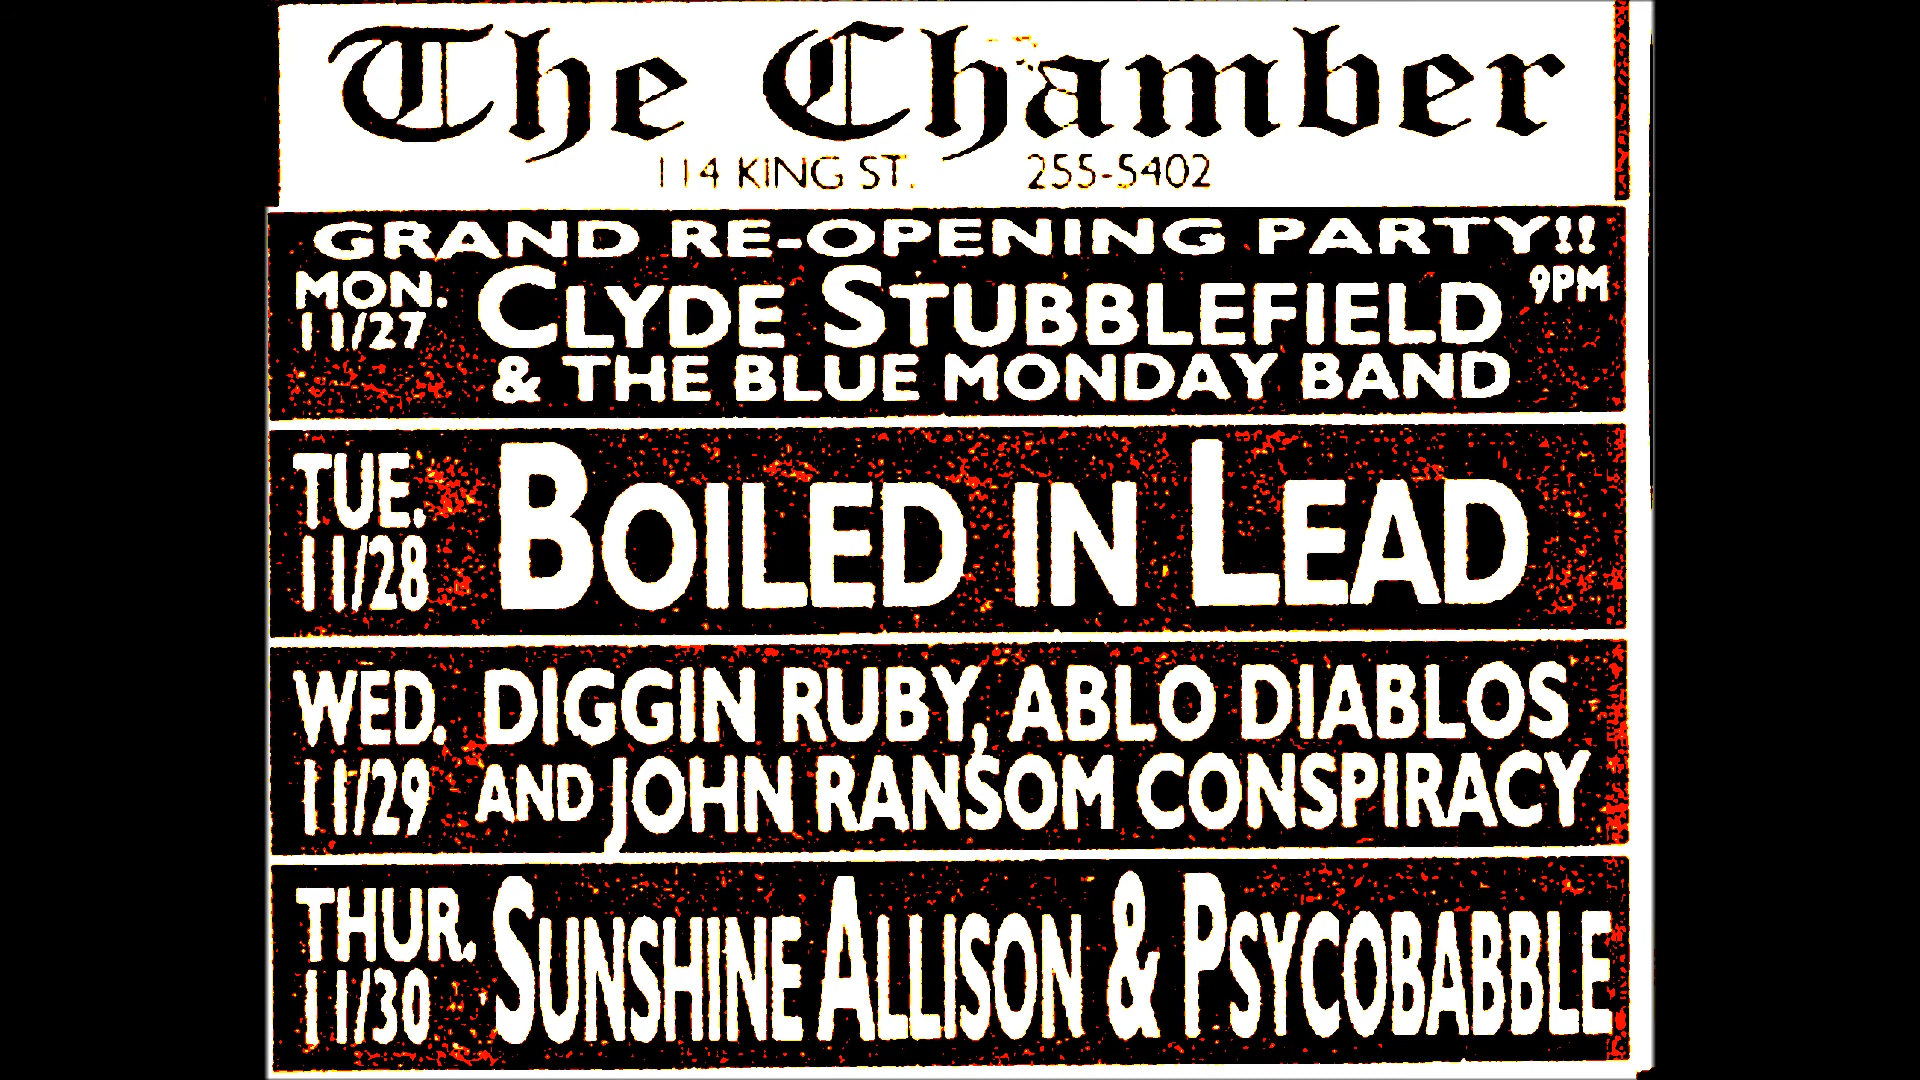 The Chamber
114 KING ST. 255-5402
GRAND RE-OPENING PARTY!!
MON. 11/27 CLYDE STUBBLEFIELD 9PM
& THE BLUE MONDAY BAND
TUE. 11/28 BOILED IN LEAD
WED. DIGGIN RUBY, ABLO DIABLOS
11/29 AND JOHN RANSOM CONSPIRACY
THUR. 11/30 SUNSHINE ALLISON & PSYCOBABBLE